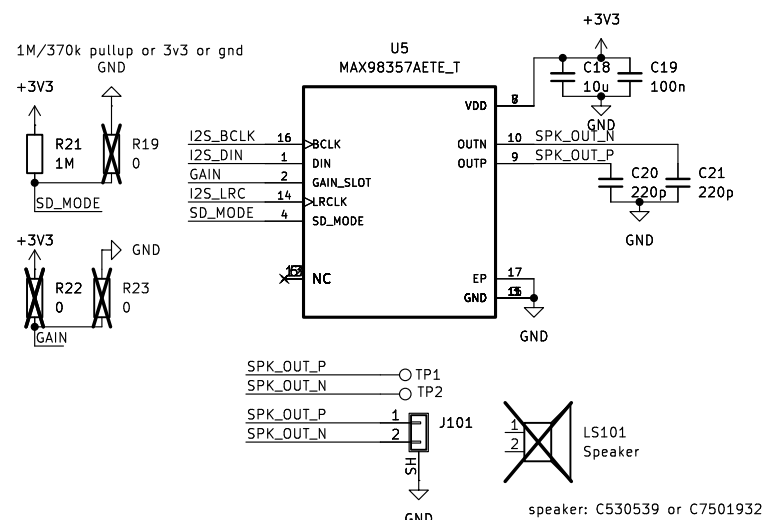 1M/370k pullup or 3v3 or gnd
GND
+3V3
R21
1M
R19
0
SD_MODE
+3V3
GND
R22
0
R23
0
GAIN
U5
MAX98357AETE_T
I2S_BCLK 16 BCLK
I2S_DIN 1 DIN
GAIN 2 GAIN_SLOT
I2S_LRC 14 LRCLK
SD_MODE 4 SD_MODE
NC
VDD
OUTN 10 SPK_OUT_N
OUTP 9 SPK_OUT_P
EP 17
GND
GND
+3V3
C18
10u
C19
100n
GND
C20
220p
C21
220p
GND
SPK_OUT_P TP1
SPK_OUT_N TP2
SPK_OUT_P 1
SPK_OUT_N 2
J101
SH
GND
1
2
LS101
Speaker
speaker: C530539 or C7501932